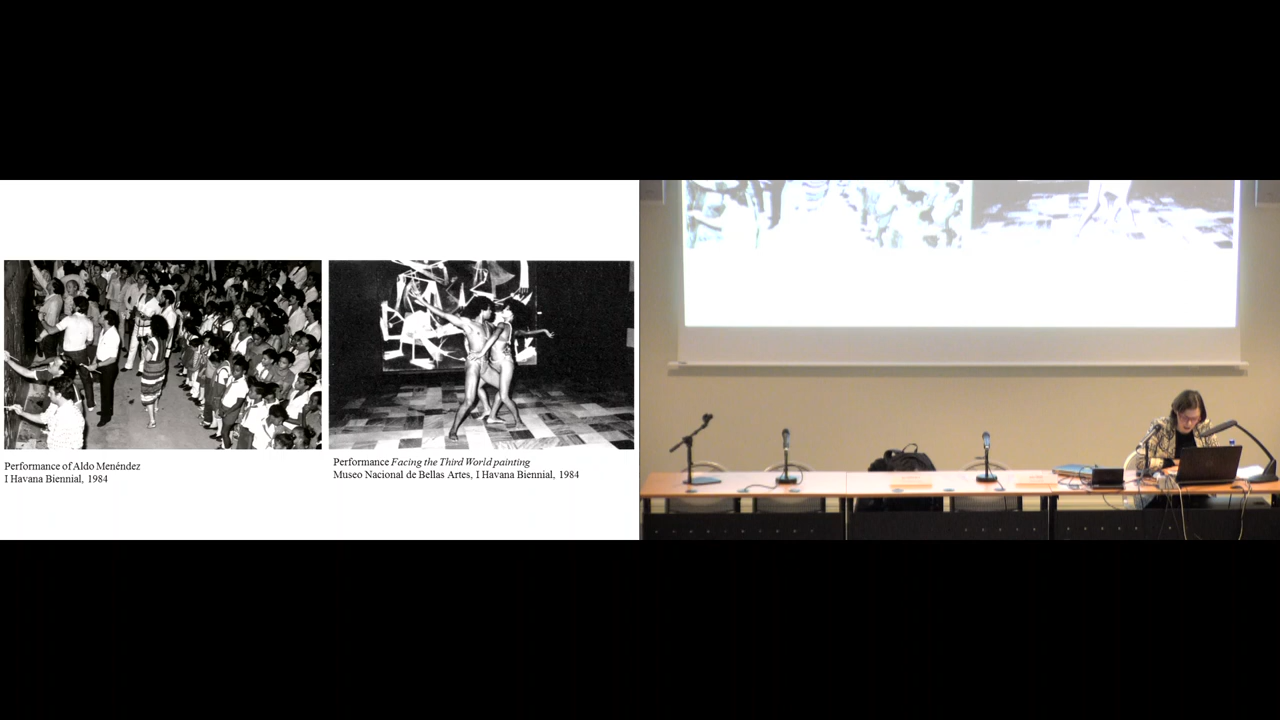 Performance of Aldo Menéndez
I Havana Biennial, 1984
Performance Facing the Third World painting
Museo Nacional de Bellas Artes, I Havana Biennial, 1984